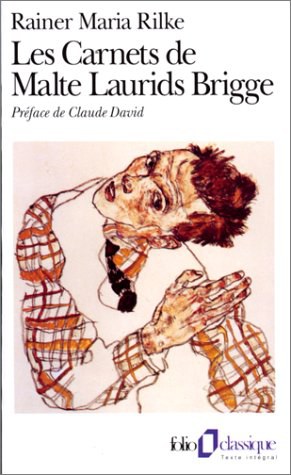 Rainer Maria Rilke
Les Carnets de
Malte Laurids Brigge
Préface de Claude David
folio classique
Texte intégral